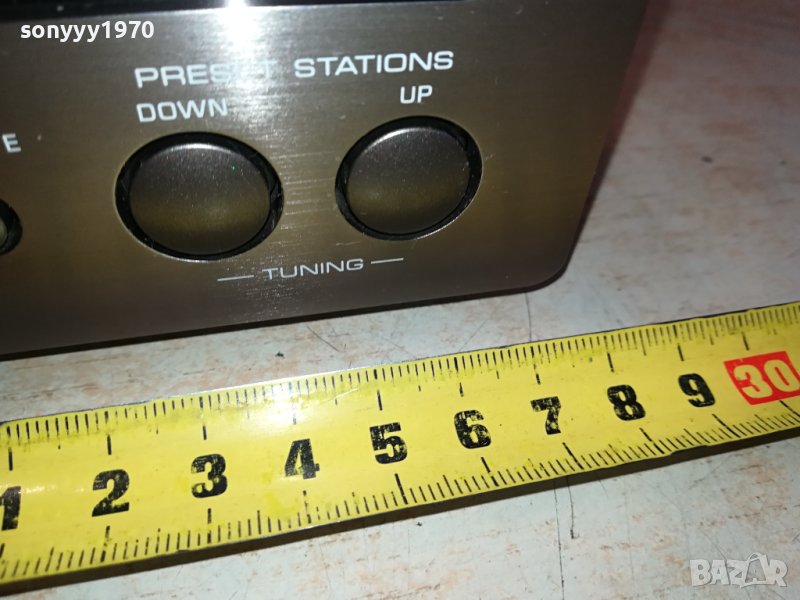 sonyyy1970
PRESET STATIONS
DOWN UP
E
— TUNING —
1 2 3 4 5 6 7 8 9 30
BAZAR